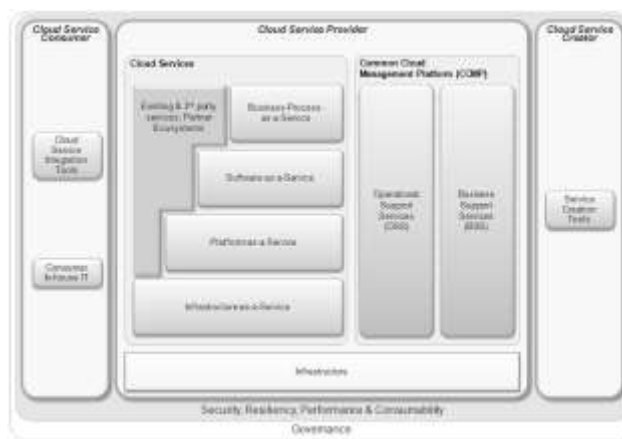 Cloud Service
Consumer
Cloud Service Provider
Cloud Service
Creator
Cloud Services
Common Cloud
Management Platform (CCMP)
Existing & 3rd party
services, Partner
Ecosystems
Business-Process-
as-a-Service
Software-as-a-Service
Platform-as-a-Service
Infrastructure-as-a-Service
Cloud
Service
Integration
Tools
Consumer
In-house IT
Operational
Support
Services
(OSS)
Business
Support
Services
(BSS)
Service
Creation
Tools
Infrastructure
Security, Resiliency, Performance & Consumability
Governance